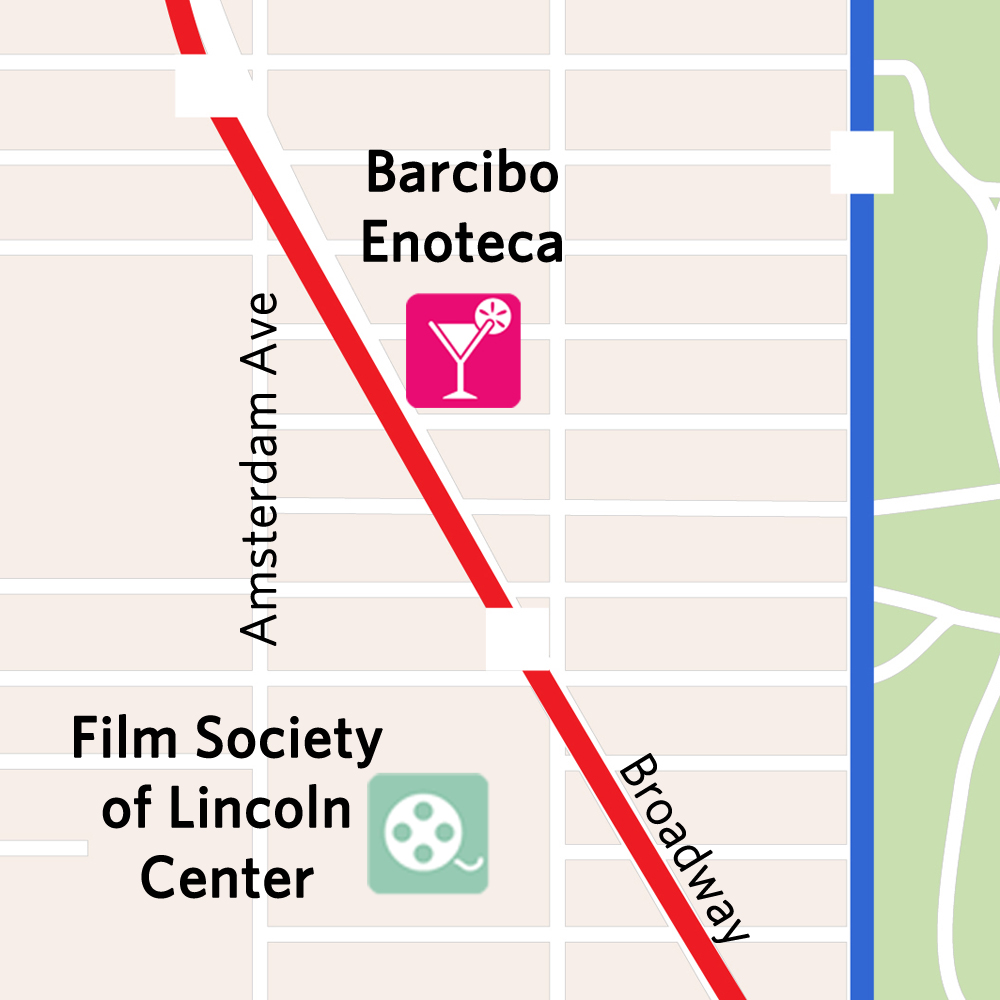 Barcibo
Enoteca
Amsterdam Ave
Film Society
of Lincoln
Center
Broadway